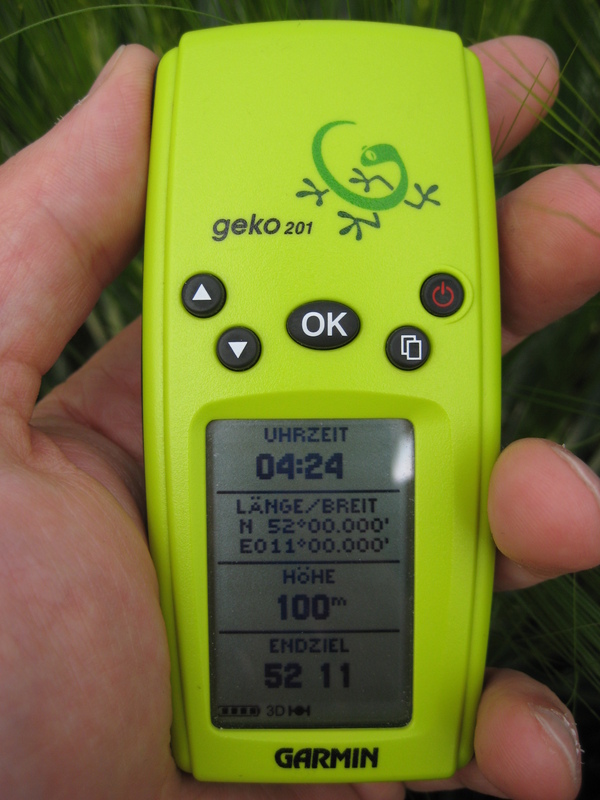 geko 201
OK
UHRZEIT
04:24
LÄNGE/BREIT
N 52°00.000'
E011°00.000'
HÖHE
100m
ENDZIEL
52 11
3D
GARMIN